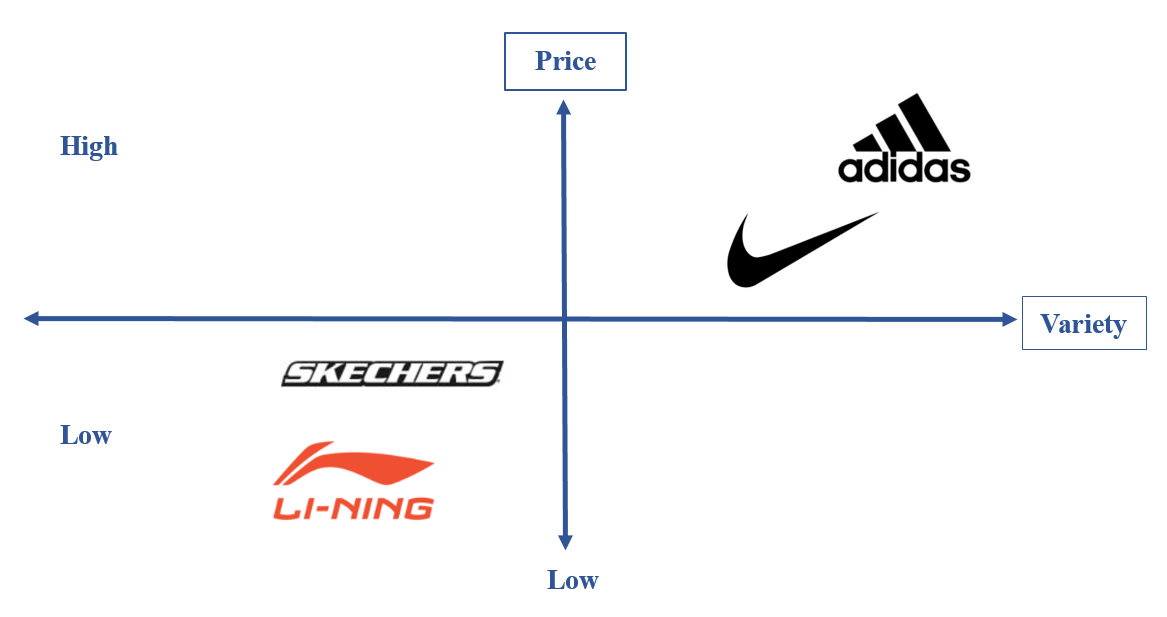 Price
High
adidas
Variety
SKECHERS
Low
LI-NING
Low